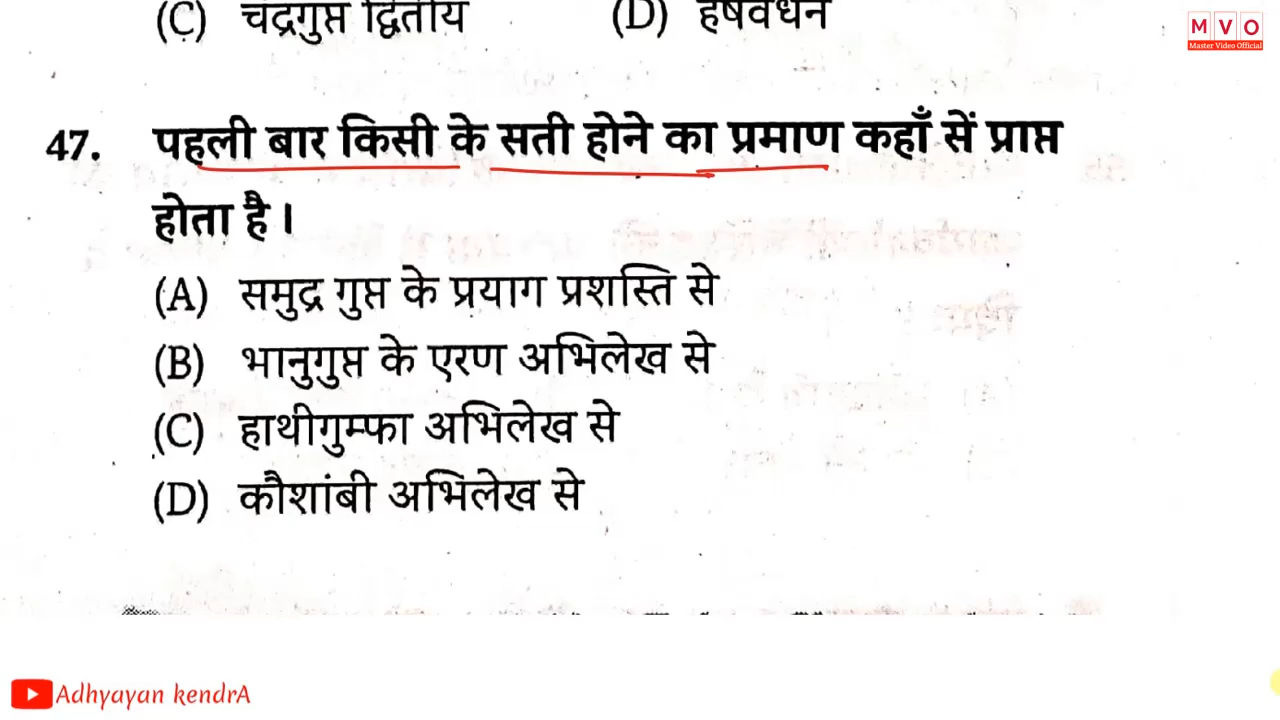 (C) चंद्रगुप्त द्वितीय (D) हर्षवर्धन
M V O
Master Video Official
47. पहली बार किसी के सती होने का प्रमाण कहाँ सें प्राप्त
होता है।
(A) समुद्र गुप्त के प्रयाग प्रशस्ति से
(B) भानुगुप्त के एरण अभिलेख से
(C) हाथीगुम्फा अभिलेख से
(D) कौशांबी अभिलेख से
Adhyayan kendrA